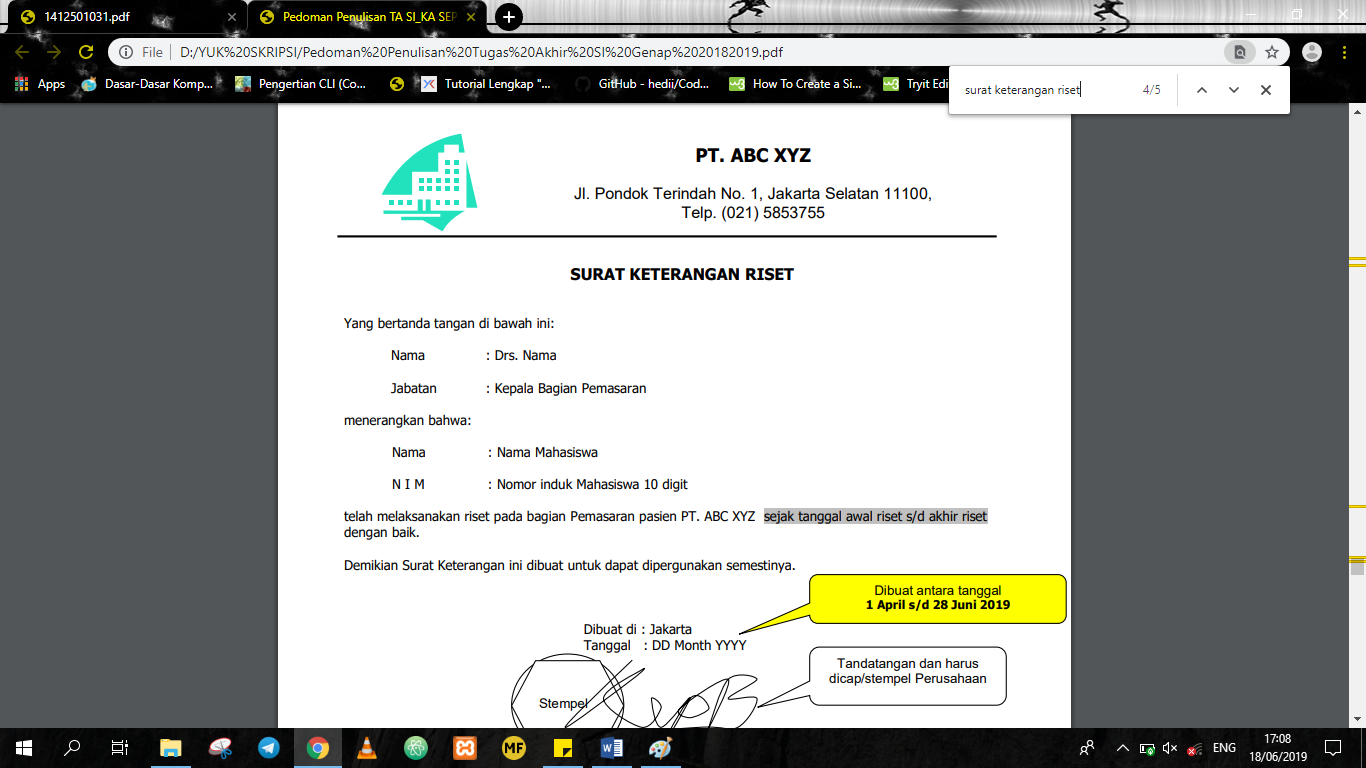 1412501031.pdf
Pedoman Penulisan TA SI_KA SEP
File
D:/YUK%20SKRIPSI/Pedoman%20Penulisan%20Tugas%20Akhir%20SI%20Genap%2020182019.pdf
Apps
Dasar-Dasar Komp...
Pengertian CLI (Co...
Tutorial Lengkap "...
GitHub - hedii/Cod...
How To Create a Si...
Tryit Edi
surat keterangan riset 4/5
PT. ABC XYZ
Jl. Pondok Terindah No. 1, Jakarta Selatan 11100,
Telp. (021) 5853755
SURAT KETERANGAN RISET
Yang bertanda tangan di bawah ini:
Nama : Drs. Nama
Jabatan : Kepala Bagian Pemasaran
menerangkan bahwa:
Nama : Nama Mahasiswa
N I M : Nomor induk Mahasiswa 10 digit
telah melaksanakan riset pada bagian Pemasaran pasien PT. ABC XYZ sejak tanggal awal riset s/d akhir riset
dengan baik.
Demikian Surat Keterangan ini dibuat untuk dapat dipergunakan semestinya.
Dibuat antara tanggal
1 April s/d 28 Juni 2019
Dibuat di : Jakarta
Tanggal : DD Month YYYY
Tandatangan dan harus
dicap/stempel Perusahaan
Stempel
MF
ENG
17:08
18/06/2019